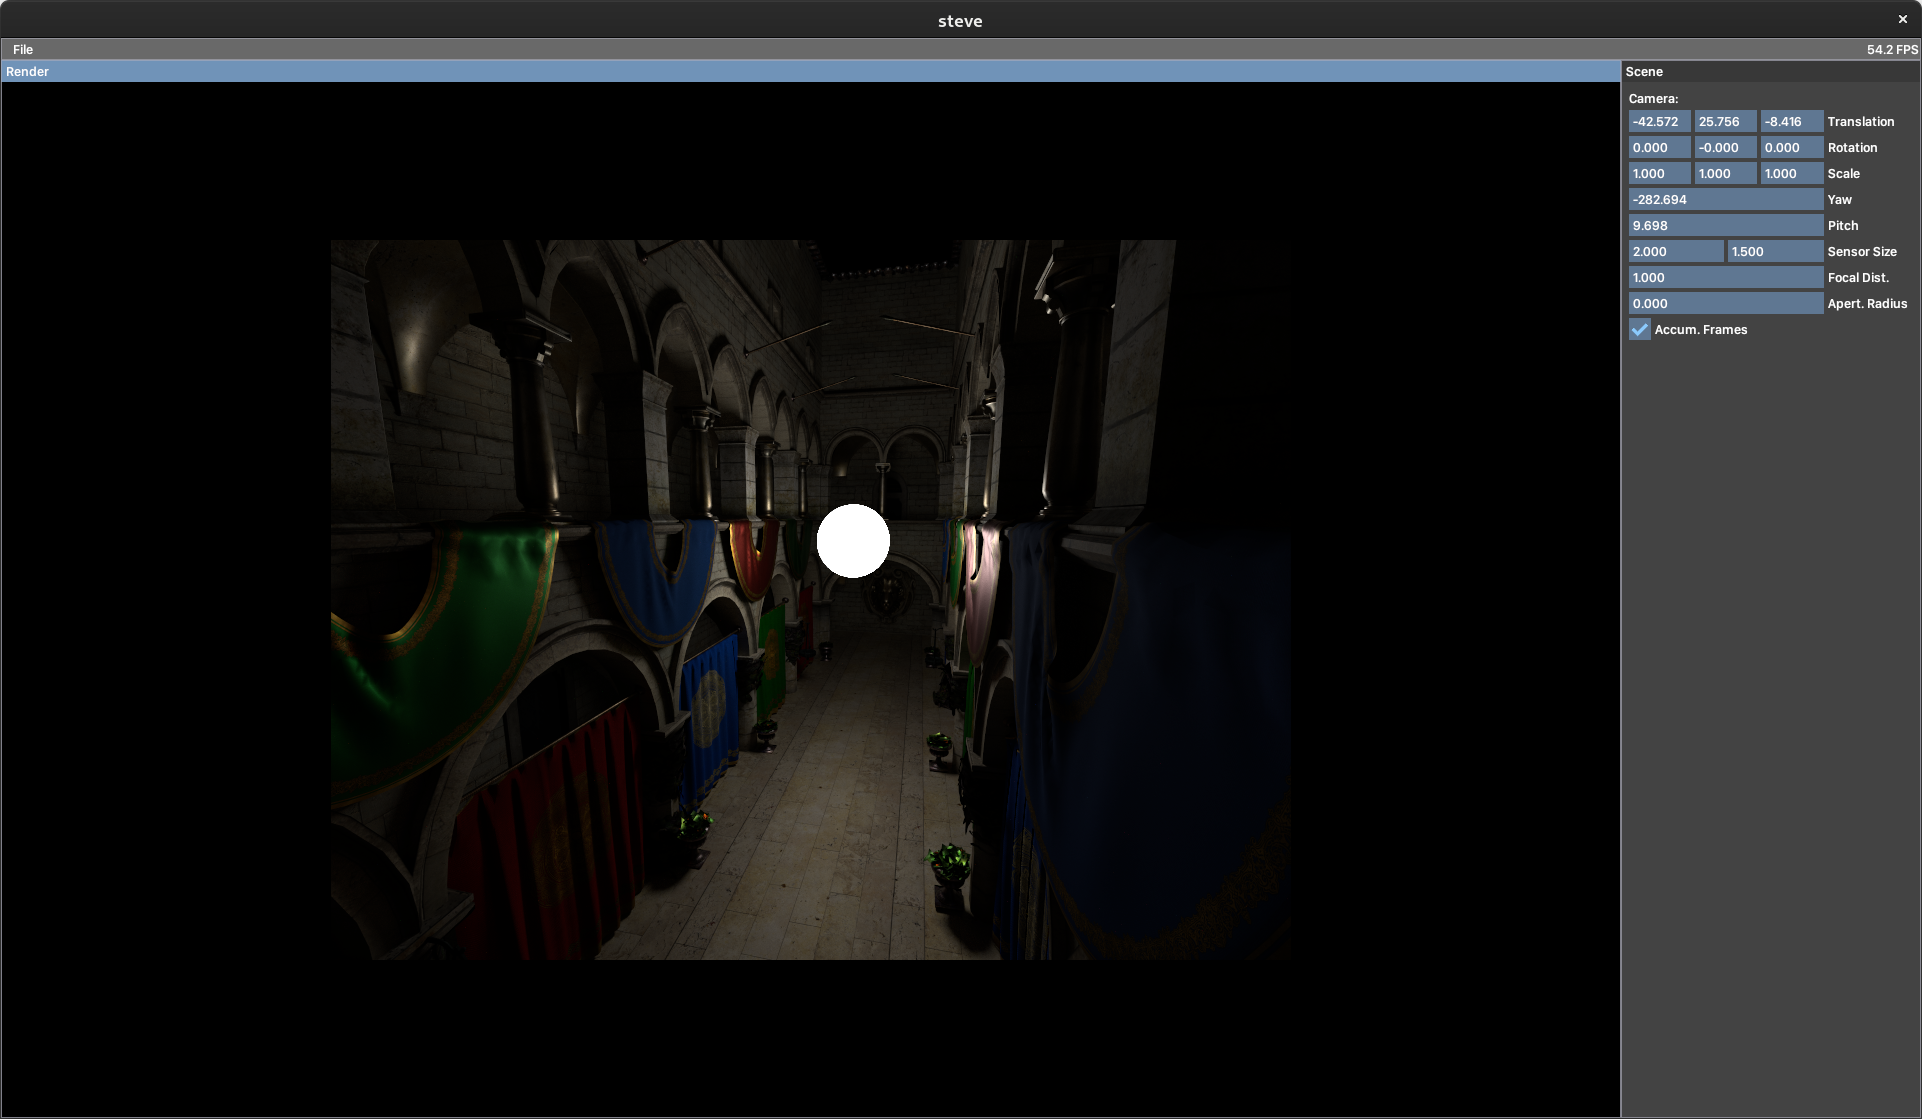 steve ×
File 54.2 FPS
Render
Scene
Camera:
-42.572 25.756 -8.416 Translation
0.000 -0.000 0.000 Rotation
1.000 1.000 1.000 Scale
-282.694 Yaw
9.698 Pitch
2.000 1.500 Sensor Size
1.000 Focal Dist.
0.000 Apert. Radius
Accum. Frames